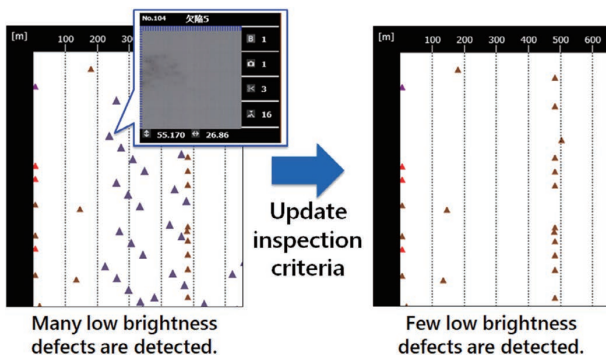 No.104 欠陥5
[m] 100 200 30
B 1
1
3
16
55.170 26.86
[m] 100 200 300 400 500 600
Update
inspection
criteria
Many low brightness
defects are detected.
Few low brightness
defects are detected.